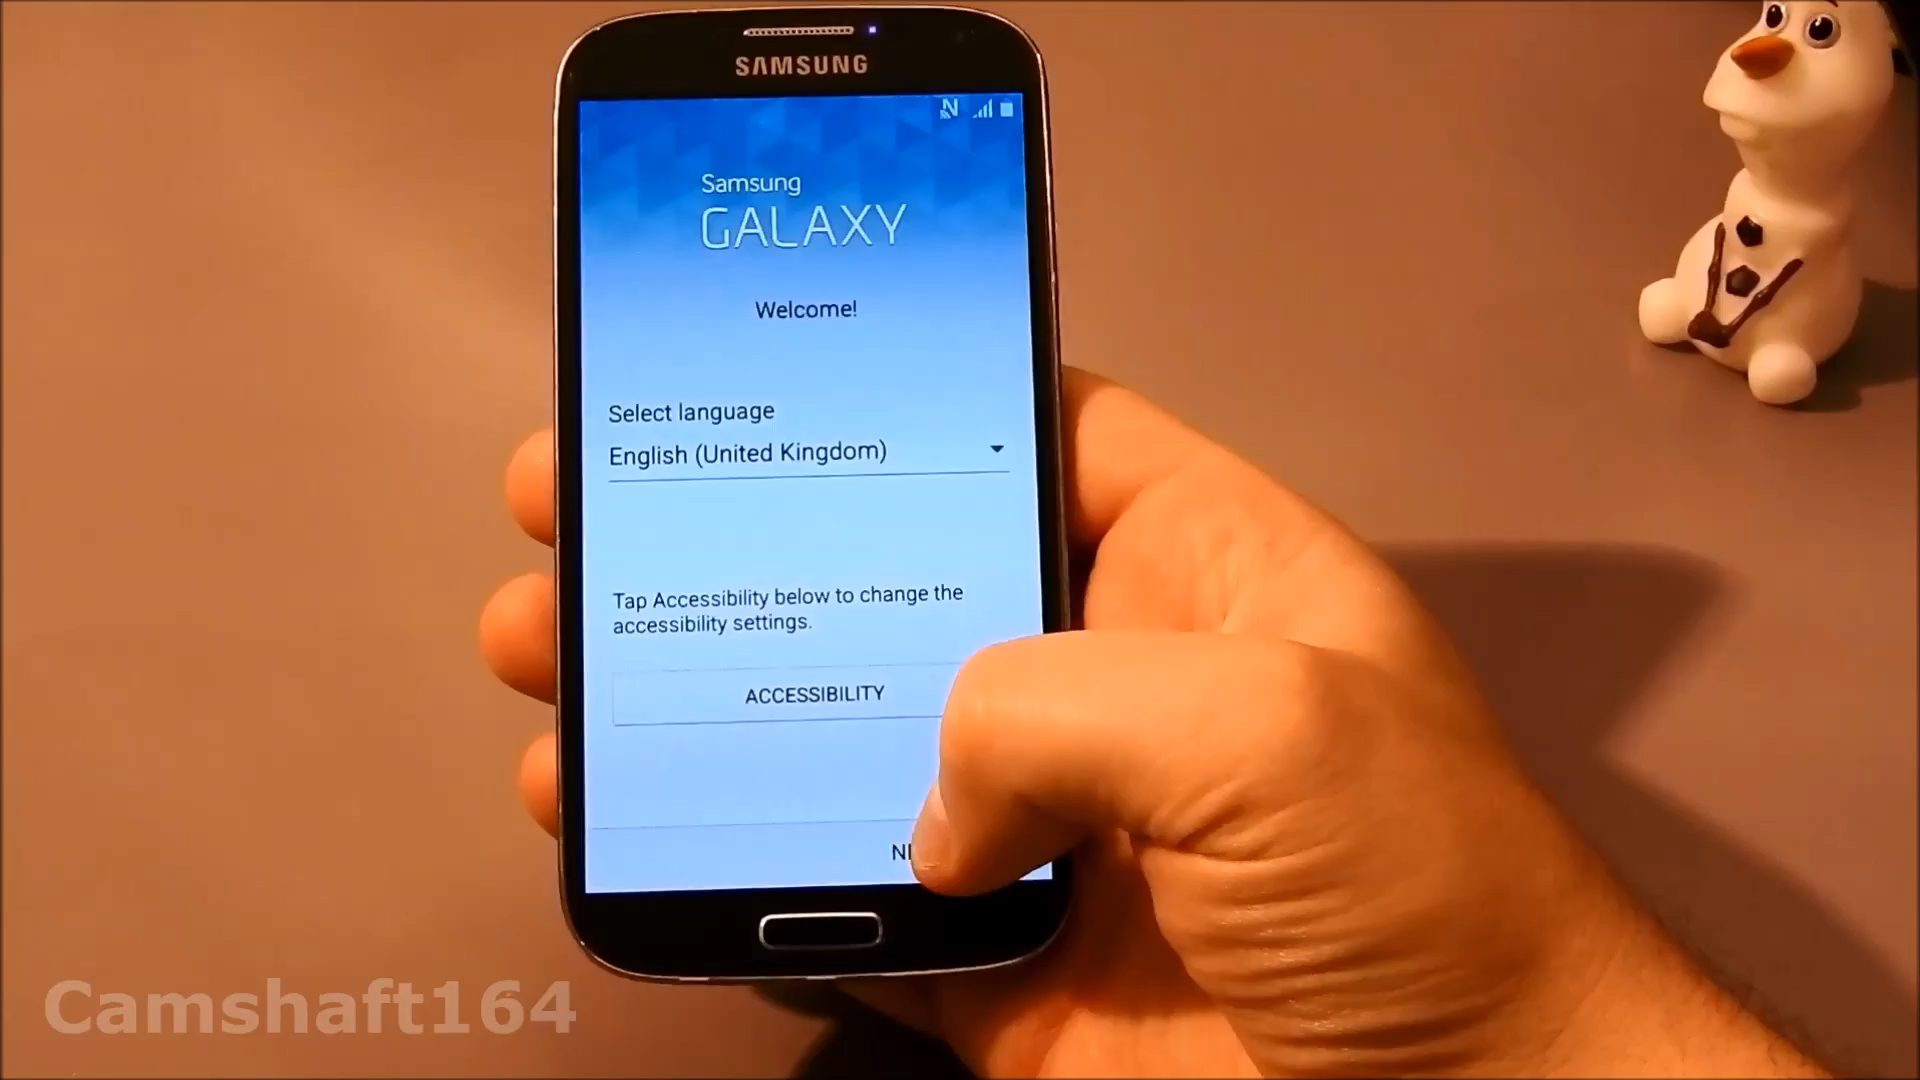 SAMSUNG
Samsung
GALAXY
Welcome!
Select language
English (United Kingdom)
Tap Accessibility below to change the
accessibility settings.
ACCESSIBILITY
Camshaft164